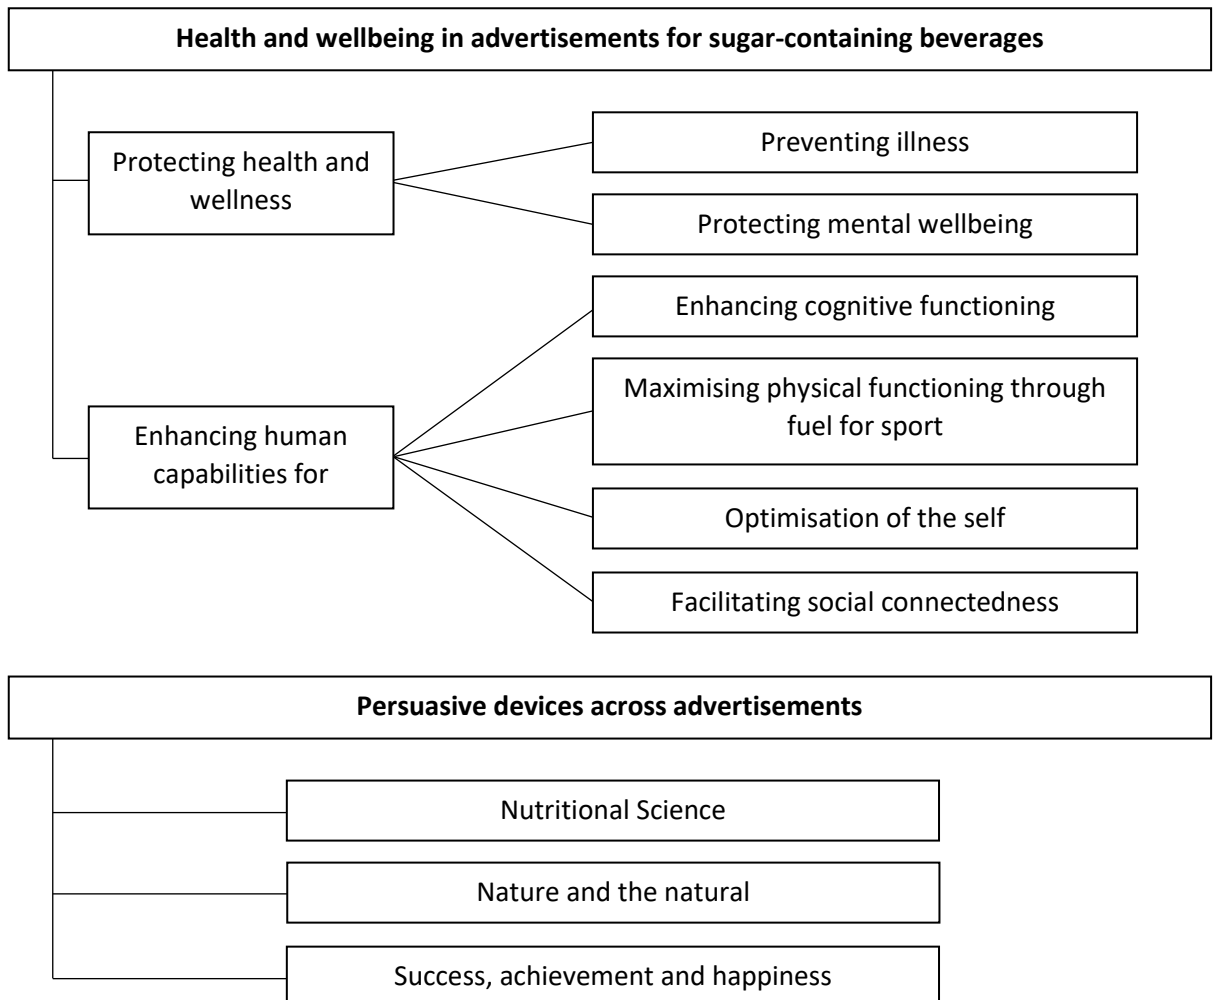 Health and wellbeing in advertisements for sugar-containing beverages
Protecting health and
wellness
Preventing illness
Protecting mental wellbeing
Enhancing human
capabilities for
Enhancing cognitive functioning
Maximising physical functioning through
fuel for sport
Optimisation of the self
Facilitating social connectedness
Persuasive devices across advertisements
Nutritional Science
Nature and the natural
Success, achievement and happiness